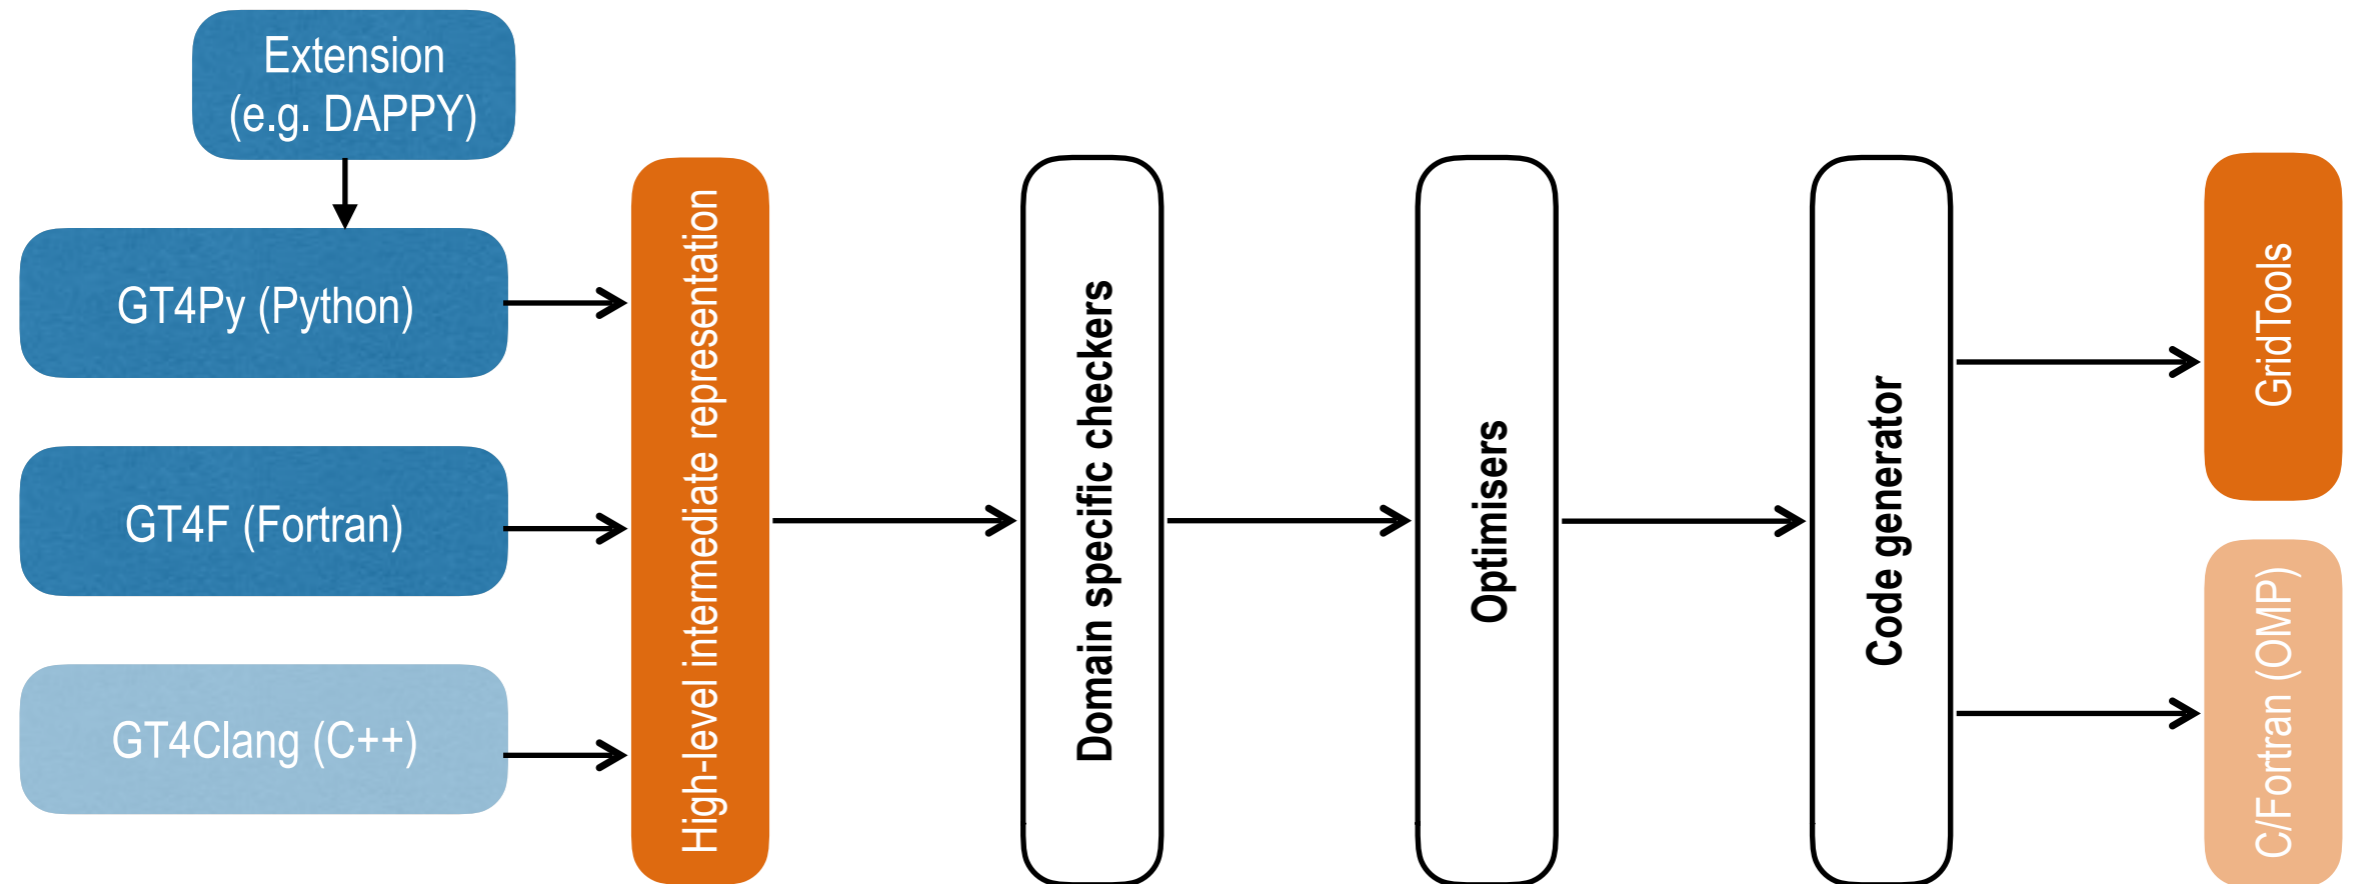 Extension
(e.g. DAPPY)
GT4Py (Python)
GT4F (Fortran)
GT4Clang (C++)
High-level intermediate representation
Domain specific checkers
Optimisers
Code generator
GridTools
C/Fortran (OMP)